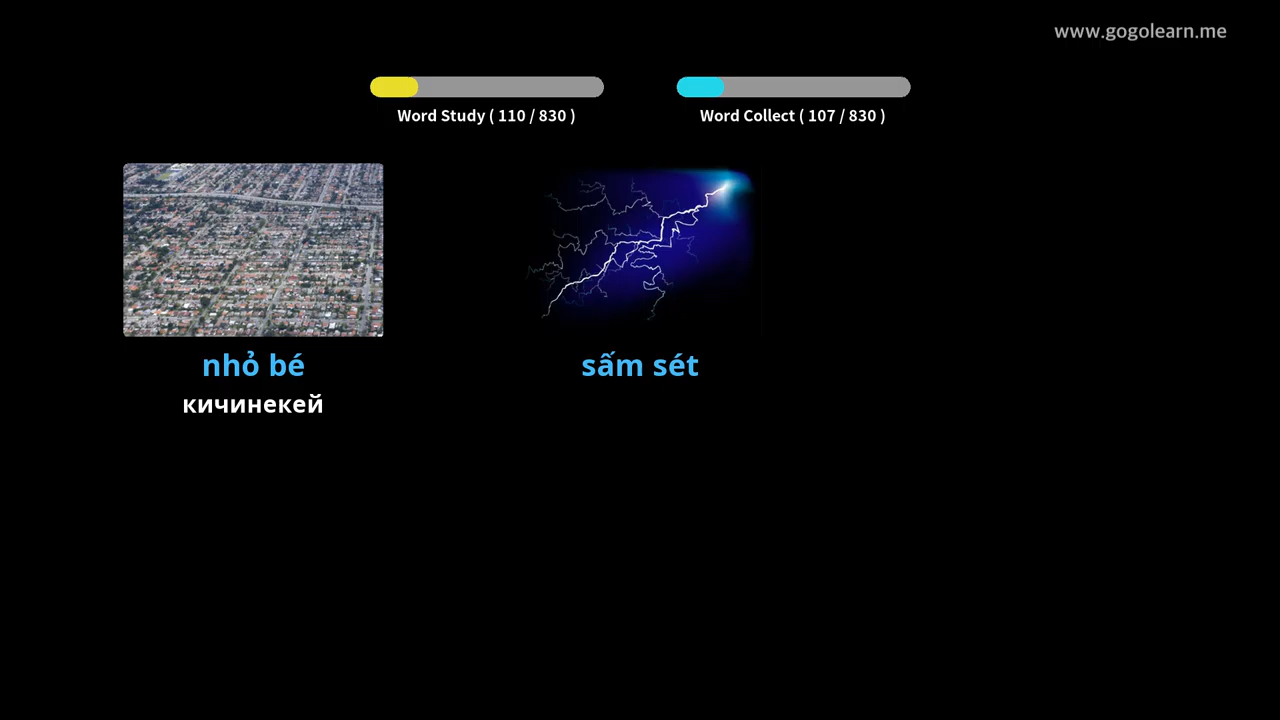 www.gogolearn.me
Word Study ( 110 / 830 )
Word Collect ( 107 / 830 )
nhỏ bé
кичинекей
sấm sét